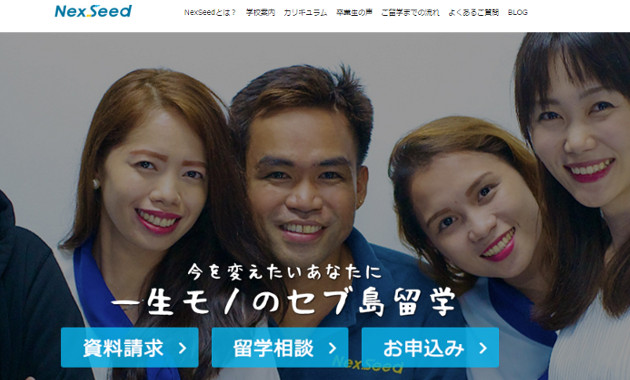 NexSeed
NexSeedとは？ 学校案内 カリキュラム 卒業生の声 ご留学までの流れ よくあるご質問 BLOG
今を変えたいあなたに
一生モノのセブ島留学
資料請求 > 留学相談 > お申込み >
NexSeed